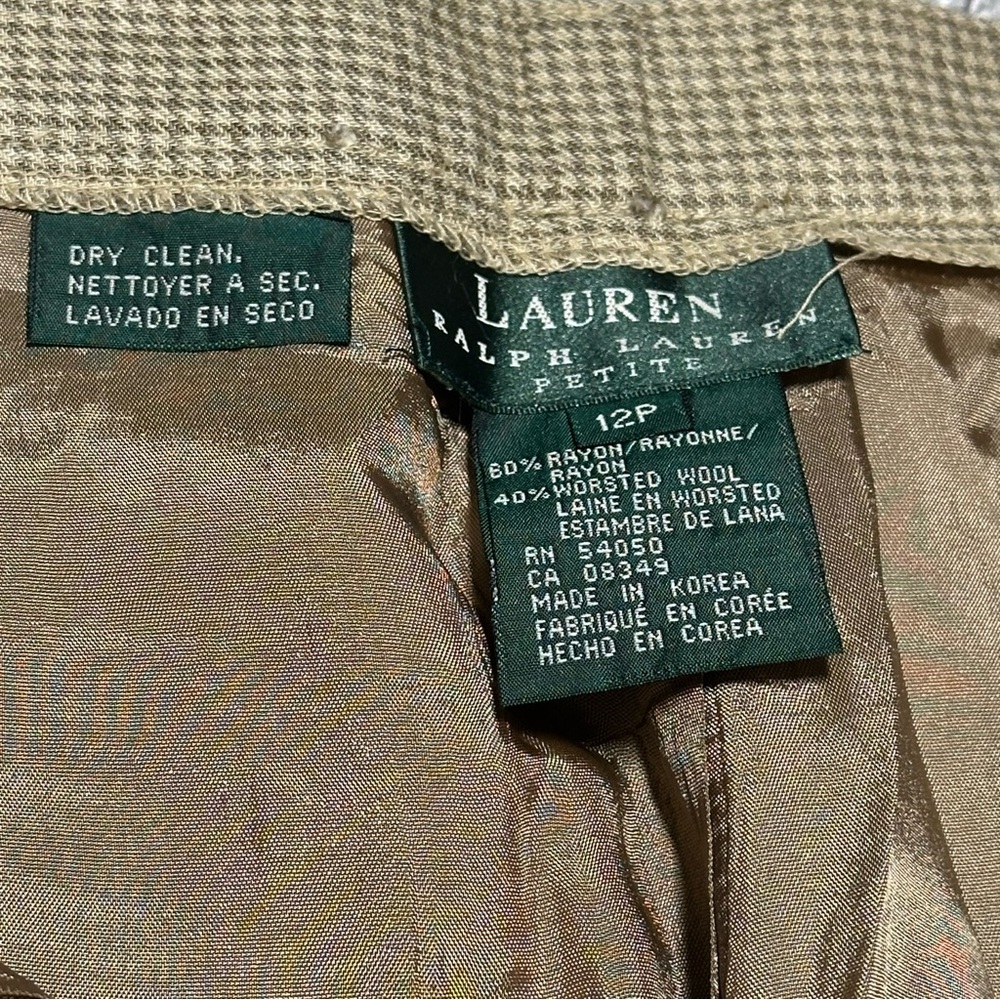 DRY CLEAN.
NETTOYER A SEC.
LAVADO EN SECO
LAUREN
RALPH LAUREN
PETITE
12P
60% RAYON/RAYONNE/
RAYON
40% WORSTED WOOL
LAINE EN WORSTED
ESTAMBRE DE LANA
RN 54050
CA 08349
MADE IN KOREA
FABRIQUÉ EN CORÉE
HECHO EN COREA